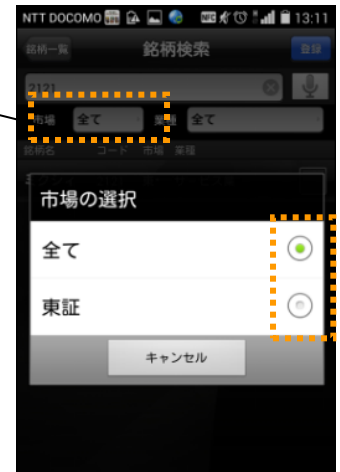 NTT DOCOMO 13:11
銘柄一覧 銘柄検索 登録
2121
市場 全て 業種 全て
銘柄名 コード 市場 業種
市場の選択
全て
東証
キャンセル